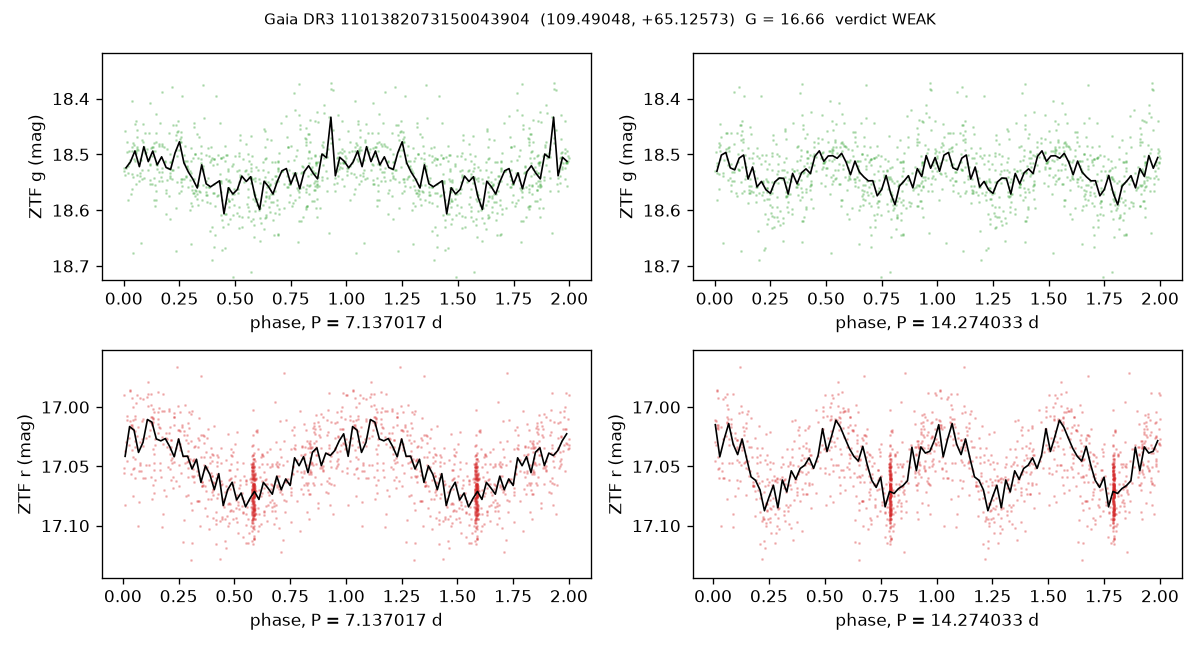 Gaia DR3 1101382073150043904  (109.49048, +65.12573)  G = 16.66  verdict WEAK
ZTF g (mag)
18.4
18.5
18.6
18.7
0.00 0.25 0.50 0.75 1.00 1.25 1.50 1.75 2.00
phase, P = 7.137017 d
ZTF g (mag)
18.4
18.5
18.6
18.7
0.00 0.25 0.50 0.75 1.00 1.25 1.50 1.75 2.00
phase, P = 14.274033 d
ZTF r (mag)
17.00
17.05
17.10
0.00 0.25 0.50 0.75 1.00 1.25 1.50 1.75 2.00
phase, P = 7.137017 d
ZTF r (mag)
17.00
17.05
17.10
0.00 0.25 0.50 0.75 1.00 1.25 1.50 1.75 2.00
phase, P = 14.274033 d